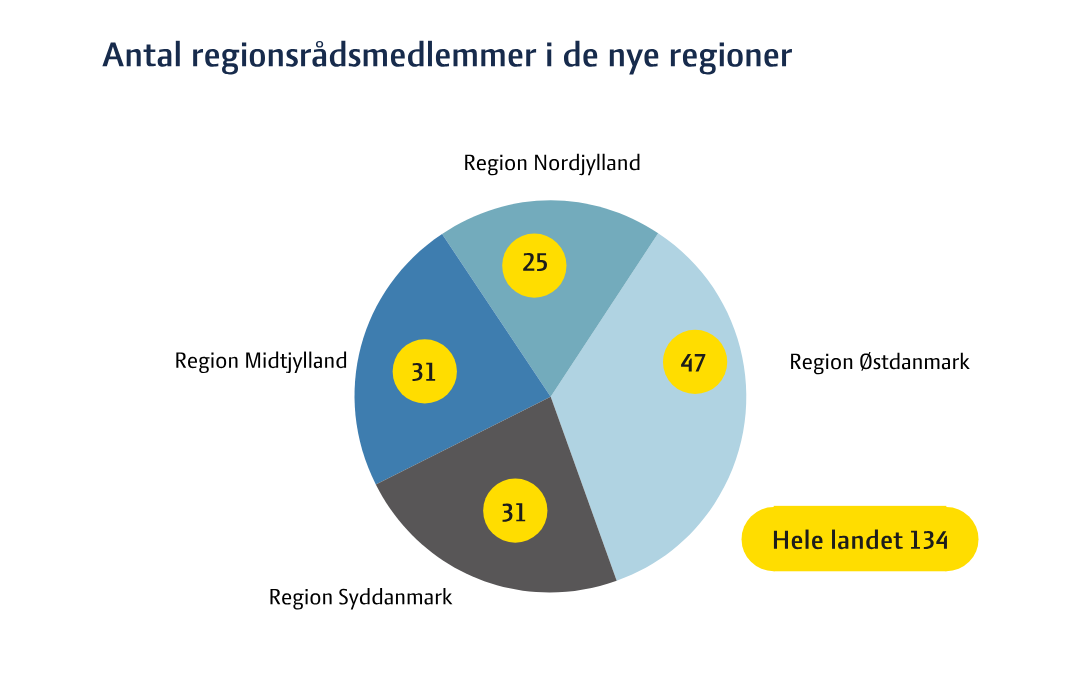 Antal regionsrådsmedlemmer i de nye regioner
Region Nordjylland
25
Region Midtjylland
31
47
Region Østdanmark
31
Hele landet 134
Region Syddanmark